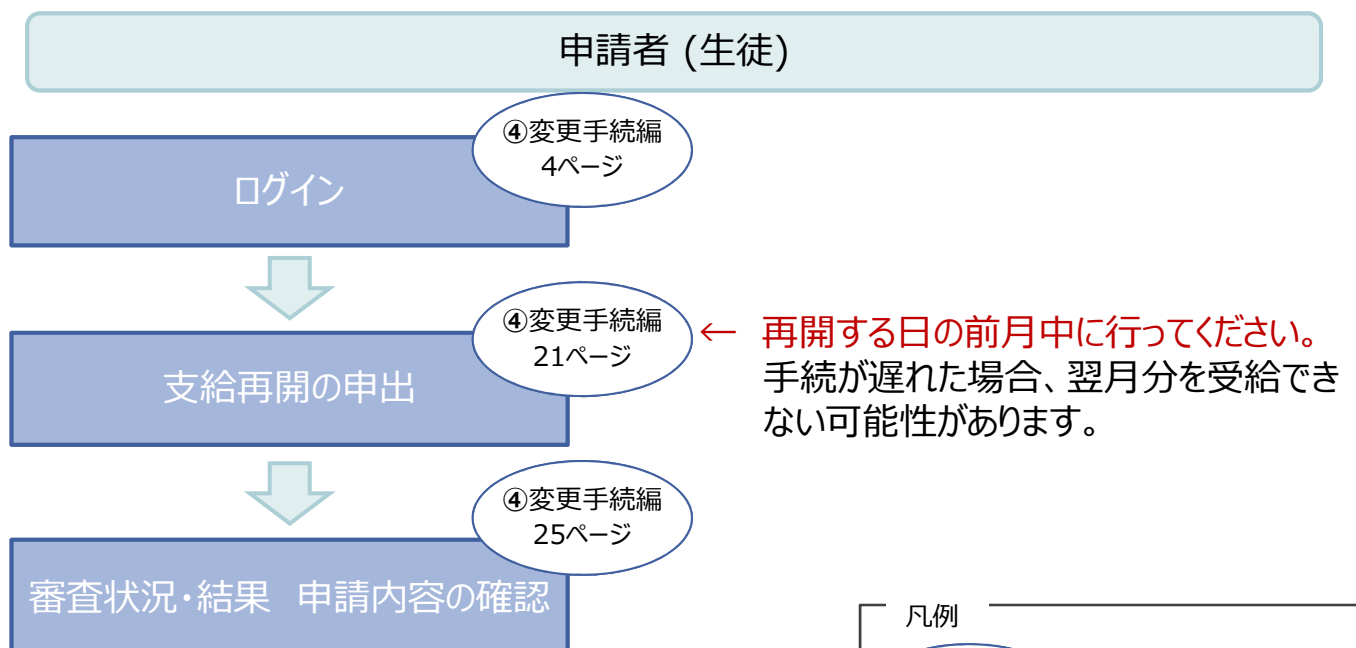 申請者 (生徒)
④変更手続編
4ページ
ログイン
④変更手続編
21ページ
← 再開する日の前月中に行ってください。
手続が遅れた場合、翌月分を受給でき
ない可能性があります。
支給再開の申出
④変更手続編
25ページ
審査状況・結果　申請内容の確認
凡例